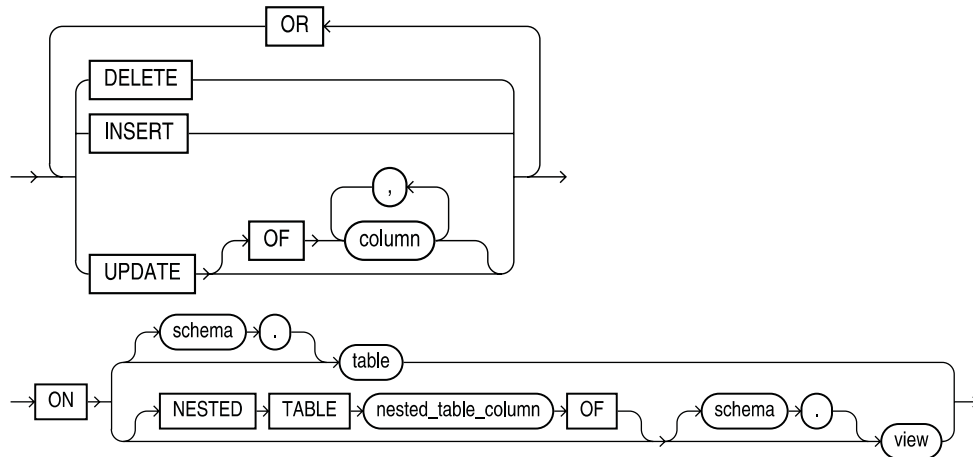 OR
DELETE
INSERT
,
OF column
UPDATE
schema .
table
ON
NESTED TABLE nested_table_column OF schema .
view